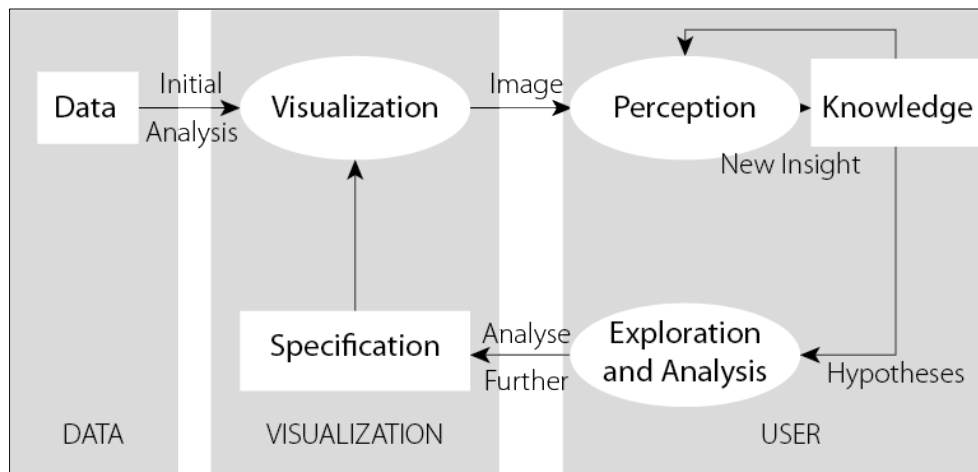 Initial
Data
Analysis
Visualization
Image
Perception
Knowledge
New Insight
Specification
Analyse
Further
Exploration
and Analysis
Hypotheses
DATA
VISUALIZATION
USER